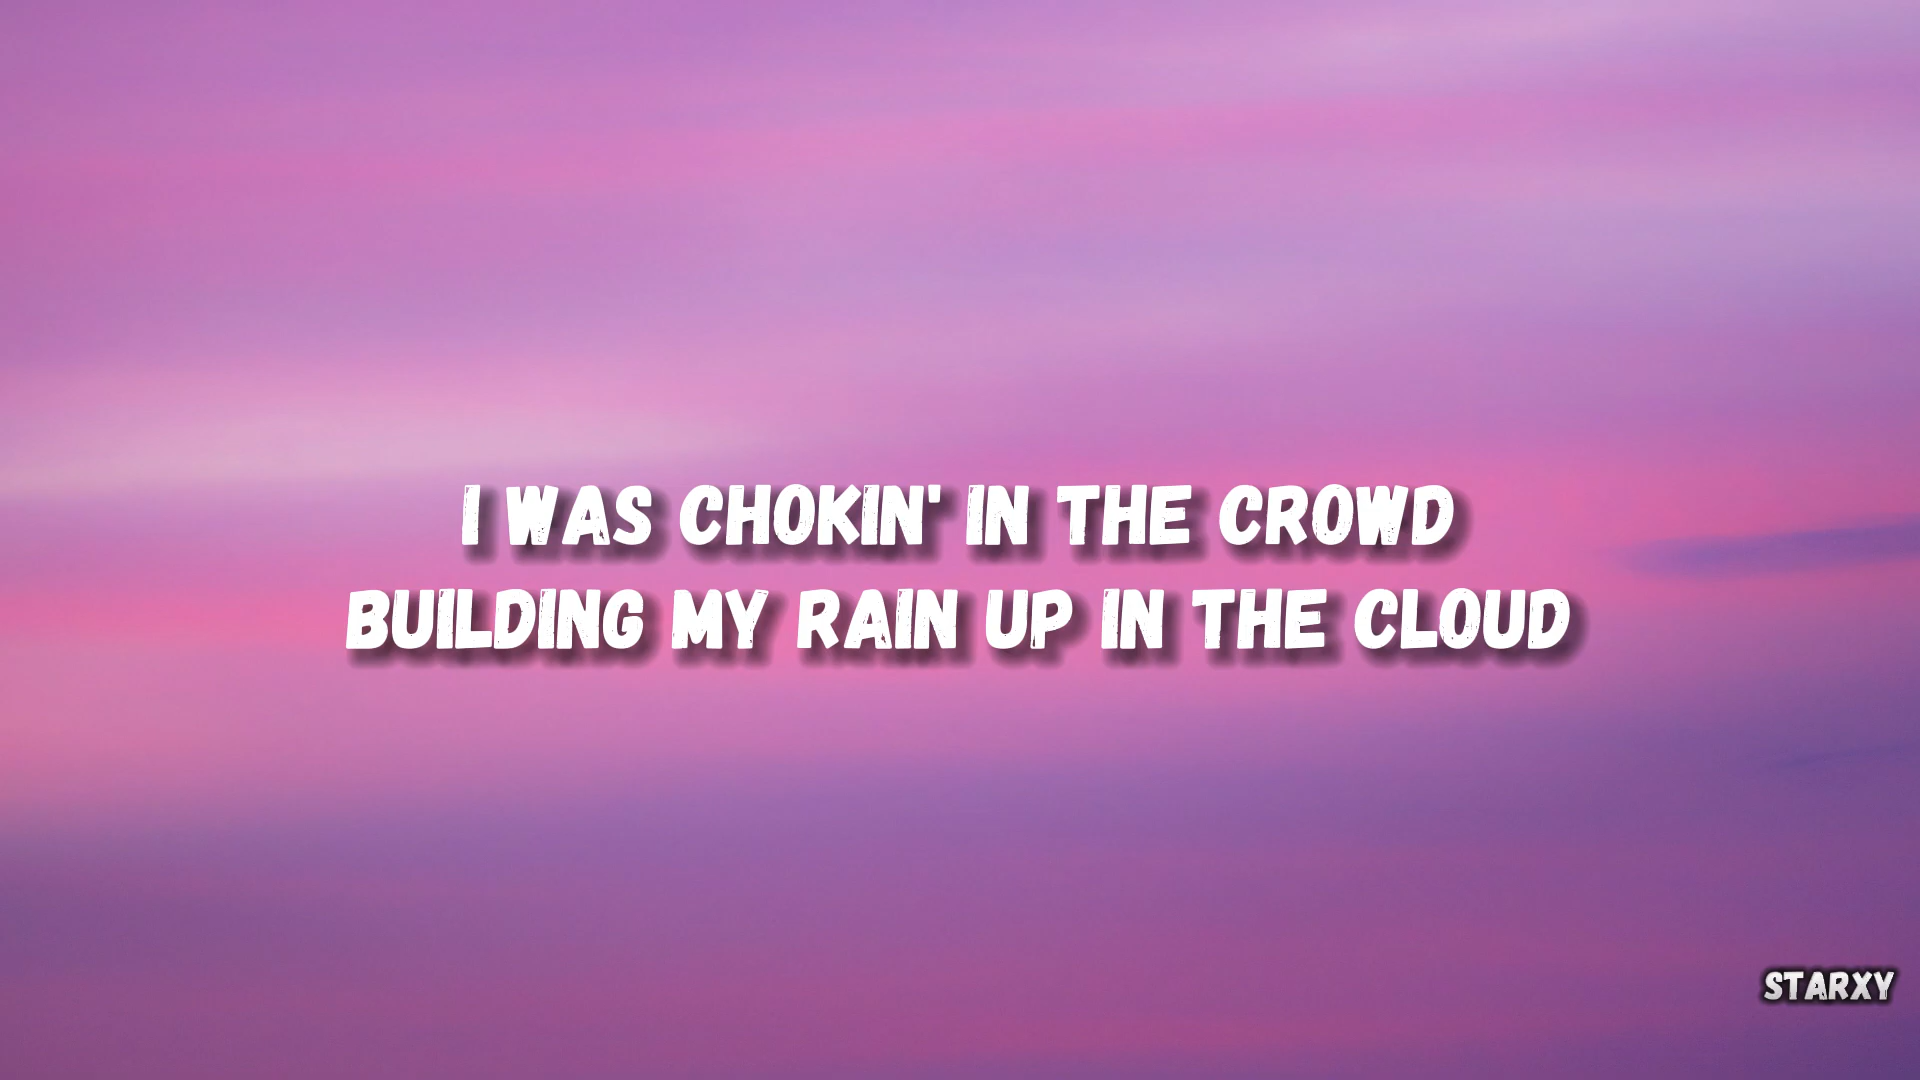 I WAS CHOKIN' IN THE CROWD
BUILDING MY RAIN UP IN THE CLOUD
STARXY